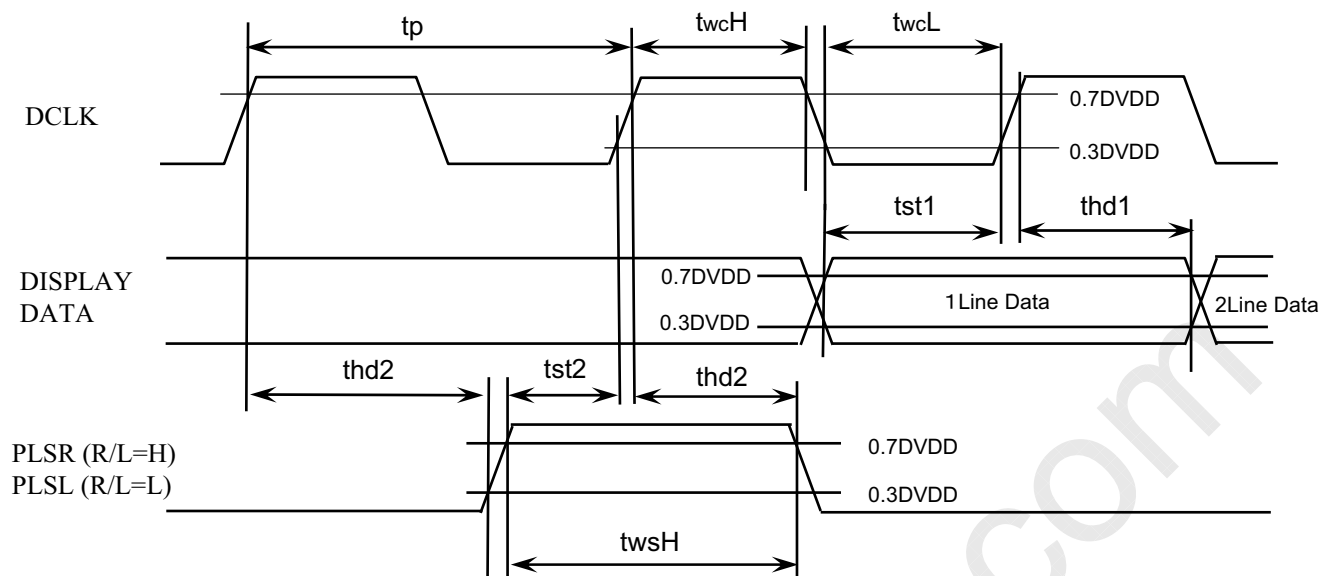 tp
twcH
twcL
DCLK
0.7DVDD
0.3DVDD
tst1
thd1
DISPLAY
DATA
0.7DVDD
0.3DVDD
1Line Data
2Line Data
thd2
tst2
thd2
PLSR (R/L=H)
PLSL (R/L=L)
0.7DVDD
0.3DVDD
twsH
com